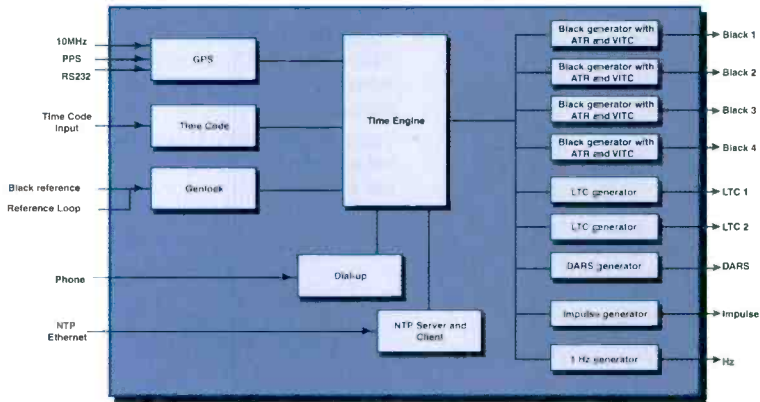 10MHz
PPS
RS232
GPS
Time Code
Input
Time Code
Black reference
Reference Loop
Genlock
Phone
Dial-up
NTP
Ethernet
NTP Server and
Client
Time Engine
Black generator with
ATR and VITC
Black 1
Black generator with
ATR and VITC
Black 2
Black generator with
ATR and VITC
Black 3
Black generator with
ATR and VITC
Black 4
LTC generator
LTC 1
LTC generator
LTC 2
DARS generator
DARS
Impulse generator
Impulse
1 Hz generator
Hz